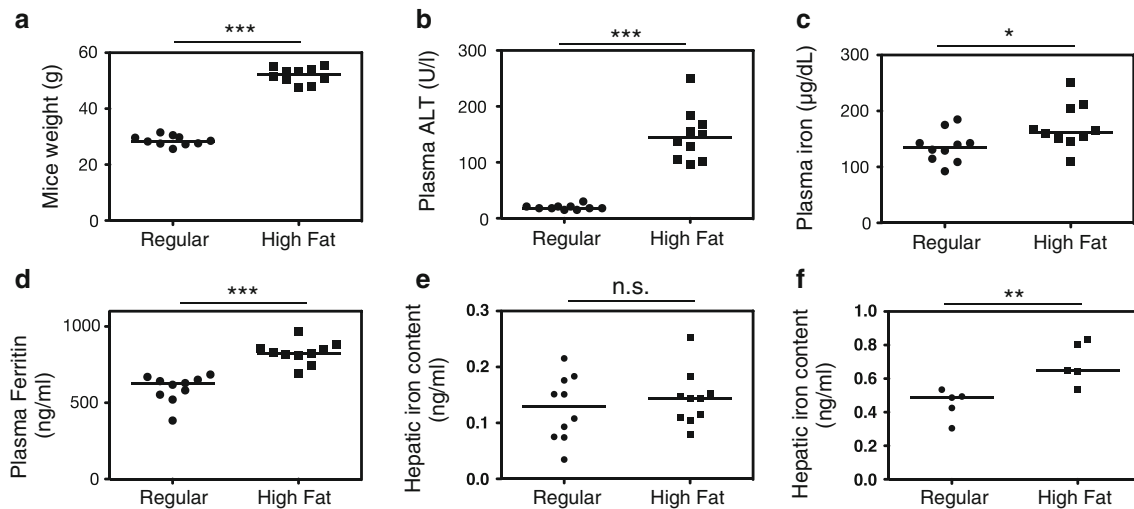 a
***
Mice weight (g)
60
40
20
0
Regular
High Fat
b
***
Plasma ALT (U/l)
300
200
100
0
Regular
High Fat
c
*
Plasma iron (µg/dL)
300
200
100
0
Regular
High Fat
d
***
Plasma Ferritin
(ng/ml)
1000
500
0
Regular
High Fat
e
n.s.
Hepatic iron content
(ng/ml)
0.3
0.2
0.1
0.0
Regular
High Fat
f
**
Hepatic iron content
(ng/ml)
1.0
0.8
0.6
0.4
0.2
0.0
Regular
High Fat